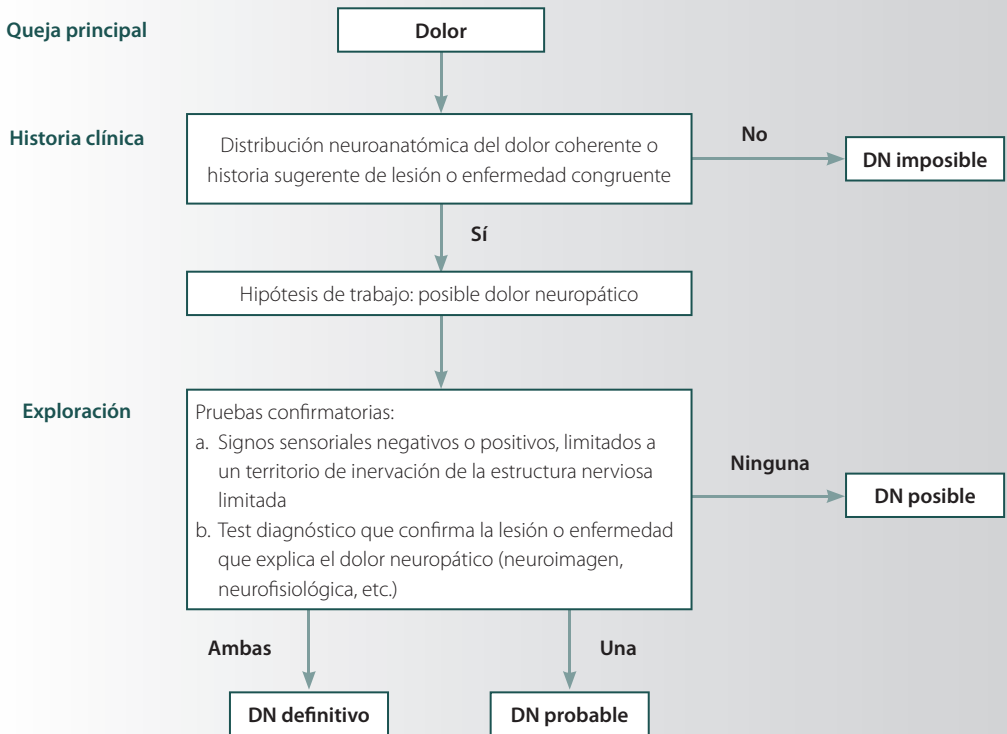 Queja principal
Dolor
Historia clínica
Distribución neuroanatómica del dolor coherente o
historia sugerente de lesión o enfermedad congruente
No
DN imposible
Sí
Hipótesis de trabajo: posible dolor neuropático
Exploración
Pruebas confirmatorias:
a. Signos sensoriales negativos o positivos, limitados a
un territorio de inervación de la estructura nerviosa
limitada
b. Test diagnóstico que confirma la lesión o enfermedad
que explica el dolor neuropático (neuroimagen,
neurofisiológica, etc.)
Ninguna
DN posible
Ambas
Una
DN definitivo
DN probable